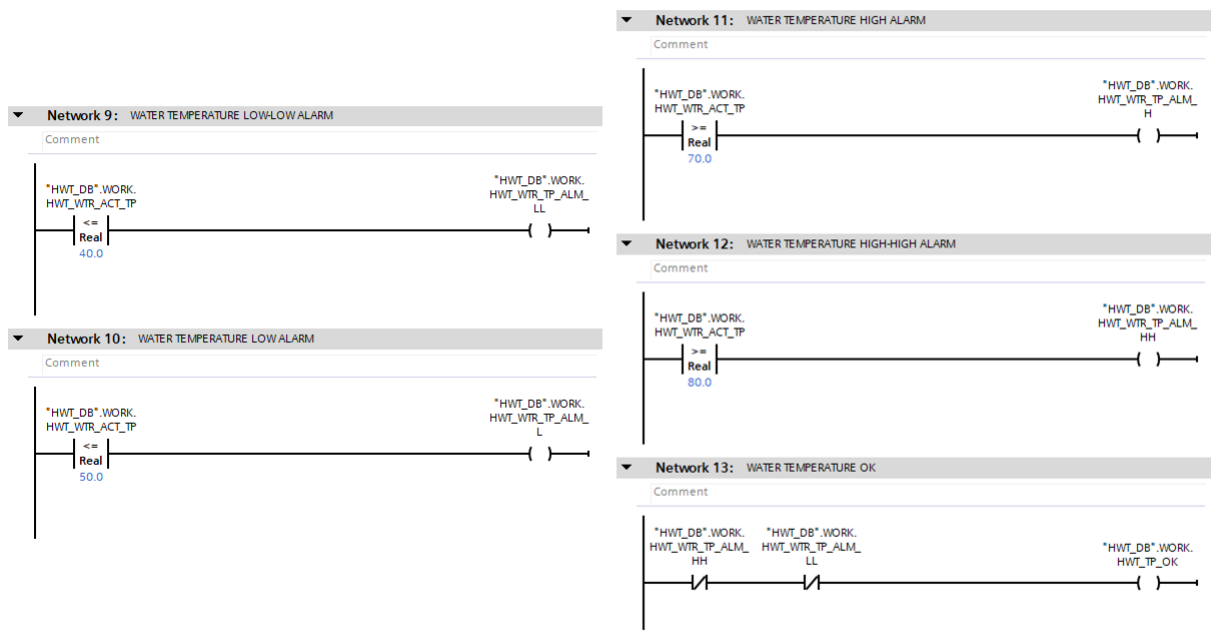 Network 9: WATER TEMPERATURE LOW-LOW ALARM
Comment
"HWT_DB".WORK.
HWT_WTR_ACT_TP
<=
Real
40.0
"HWT_DB".WORK.
HWT_WTR_TP_ALM_
LL
Network 10: WATER TEMPERATURE LOW ALARM
Comment
"HWT_DB".WORK.
HWT_WTR_ACT_TP
<=
Real
50.0
"HWT_DB".WORK.
HWT_WTR_TP_ALM_
L
Network 11: WATER TEMPERATURE HIGH ALARM
Comment
"HWT_DB".WORK.
HWT_WTR_ACT_TP
>=
Real
70.0
"HWT_DB".WORK.
HWT_WTR_TP_ALM_
H
Network 12: WATER TEMPERATURE HIGH-HIGH ALARM
Comment
"HWT_DB".WORK.
HWT_WTR_ACT_TP
>=
Real
80.0
"HWT_DB".WORK.
HWT_WTR_TP_ALM_
HH
Network 13: WATER TEMPERATURE OK
Comment
"HWT_DB".WORK.
HWT_WTR_TP_ALM_
HH
"HWT_DB".WORK.
HWT_WTR_TP_ALM_
LL
"HWT_DB".WORK.
HWT_TP_OK